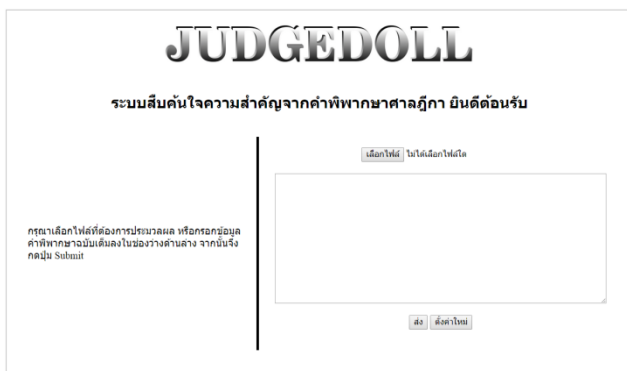 JUDGEDOLL
ระบบสืบค้นใจความสำคัญจากคำพิพากษาศาลฎีกา ยินดีต้อนรับ
เลือกไฟล์ ไม่ได้เลือกไฟล์ใด
กรุณาเลือกไฟล์ที่ต้องการประมวลผล หรือกรอกข้อมูล
คำพิพากษาฉบับเต็มลงในช่องว่างด้านล่าง จากนั้นจึง
กดปุ่ม Submit
ส่ง ตั้งค่าใหม่